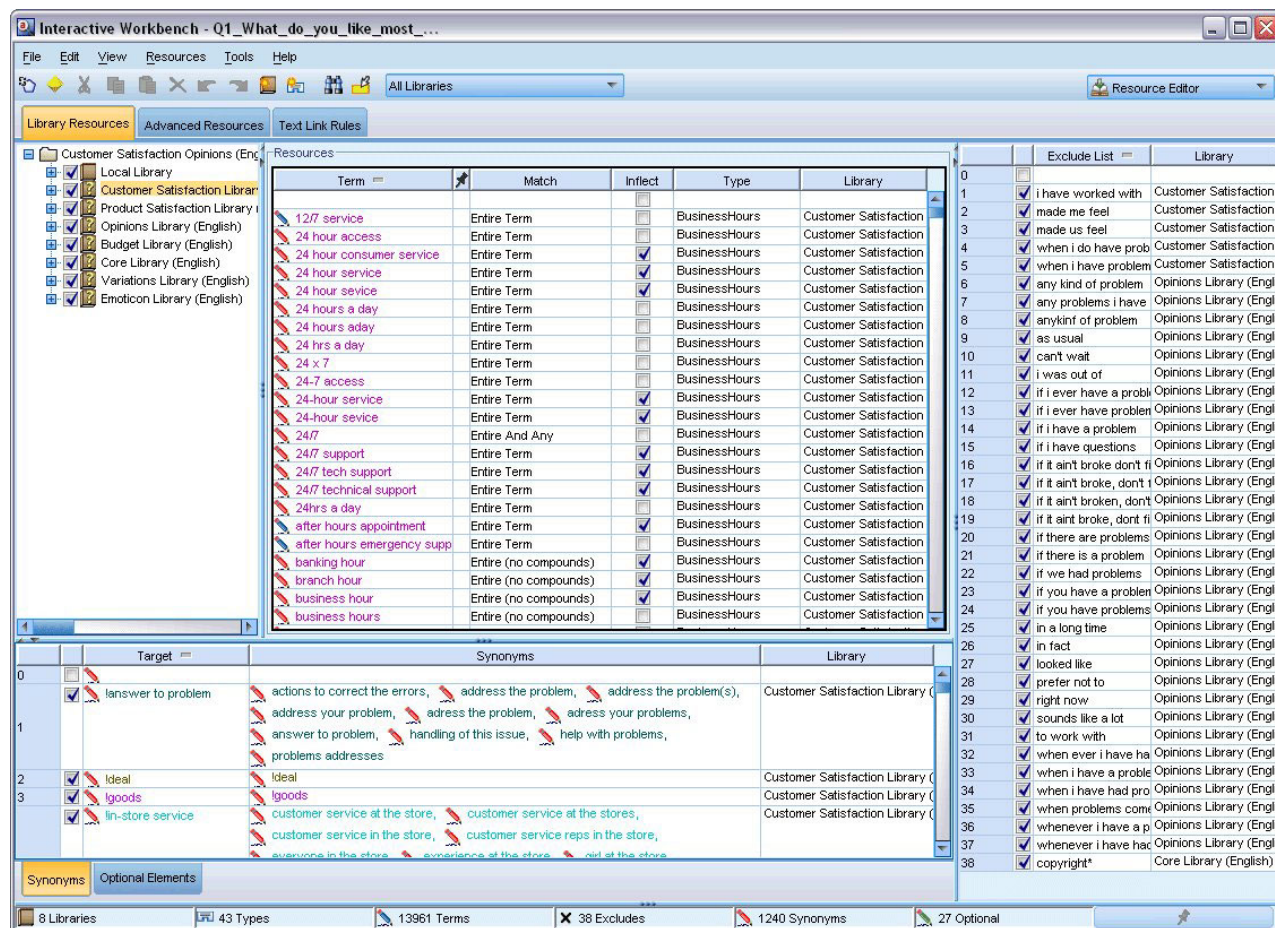 Interactive Workbench - Q1_What_do_you_like_most_...
File Edit View Resources Tools Help
All Libraries
Resource Editor
Library Resources Advanced Resources Text Link Rules
Customer Satisfaction Opinions (Eng
Local Library
Customer Satisfaction Librar
Product Satisfaction Library
Opinions Library (English)
Budget Library (English)
Core Library (English)
Variations Library (English)
Emoticon Library (English)
Resources
Term Match Inflect Type Library
12/7 service Entire Term BusinessHours Customer Satisfaction
24 hour access Entire Term BusinessHours Customer Satisfaction
24 hour consumer service Entire Term BusinessHours Customer Satisfaction
24 hour service Entire Term BusinessHours Customer Satisfaction
24 hour sevice Entire Term BusinessHours Customer Satisfaction
24 hours a day Entire Term BusinessHours Customer Satisfaction
24 hours aday Entire Term BusinessHours Customer Satisfaction
24 hrs a day Entire Term BusinessHours Customer Satisfaction
24 x 7 Entire Term BusinessHours Customer Satisfaction
24-7 access Entire Term BusinessHours Customer Satisfaction
24-hour service Entire Term BusinessHours Customer Satisfaction
24-hour sevice Entire Term BusinessHours Customer Satisfaction
24/7 Entire And Any BusinessHours Customer Satisfaction
24/7 support Entire Term BusinessHours Customer Satisfaction
24/7 tech support Entire Term BusinessHours Customer Satisfaction
24/7 technical support Entire Term BusinessHours Customer Satisfaction
24hrs a day Entire Term BusinessHours Customer Satisfaction
after hours appointment Entire Term BusinessHours Customer Satisfaction
after hours emergency supp Entire Term BusinessHours Customer Satisfaction
banking hour Entire (no compounds) BusinessHours Customer Satisfaction
branch hour Entire (no compounds) BusinessHours Customer Satisfaction
business hour Entire (no compounds) BusinessHours Customer Satisfaction
business hours Entire (no compounds) BusinessHours Customer Satisfaction
Exclude List Library
0
1 i have worked with Customer Satisfaction
2 made me feel Customer Satisfaction
3 made us feel Customer Satisfaction
4 when i do have prob Customer Satisfaction
5 when i have problem Customer Satisfaction
6 any kind of problem Opinions Library (Engl
7 any problems i have Opinions Library (Engl
8 anykinf of problem Opinions Library (Engl
9 as usual Opinions Library (Engl
10 can't wait Opinions Library (Engl
11 i was out of Opinions Library (Engl
12 if i ever have a probl Opinions Library (Engl
13 if i ever have problen Opinions Library (Engl
14 if i have a problem Opinions Library (Engl
15 if i have questions Opinions Library (Engl
16 if it ain't broke don't fi Opinions Library (Engl
17 if it ain't broke, don't f Opinions Library (Engl
18 if it ain't broken, don't Opinions Library (Engl
19 if it aint broke, dont fi Opinions Library (Engl
20 if there are problems Opinions Library (Engl
21 if there is a problem Opinions Library (Engl
22 if we had problems Opinions Library (Engl
23 if you have a problen Opinions Library (Engl
24 if you have problems Opinions Library (Engl
25 in a long time Opinions Library (Engl
26 in fact Opinions Library (Engl
27 looked like Opinions Library (Engl
28 prefer not to Opinions Library (Engl
29 right now Opinions Library (Engl
30 sounds like a lot Opinions Library (Engl
31 to work with Opinions Library (Engl
32 when ever i have ha Opinions Library (Engl
33 when i have a proble Opinions Library (Engl
34 when i have had pro Opinions Library (Engl
35 when problems come Opinions Library (Engl
36 whenever i have a p Opinions Library (Engl
37 whenever i have hac Opinions Library (Engl
38 copyright* Core Library (English)
Target Synonyms Library
0
1 !answer to problem actions to correct the errors, address the problem, address the problem(s), Customer Satisfaction Library (
address your problem, adress the problem, adress your problems,
answer to problem, handling of this issue, help with problems,
problems addresses
2 !deal !deal Customer Satisfaction Library (
3 !goods !goods Customer Satisfaction Library (
!in-store service customer service at the store, customer service at the stores, Customer Satisfaction Library (
customer service in the store, customer service reps in the store,
everyone in the store, experience at the store, girl at the store
Synonyms Optional Elements
8 Libraries 43 Types 13961 Terms 38 Excludes 1240 Synonyms 27 Optional